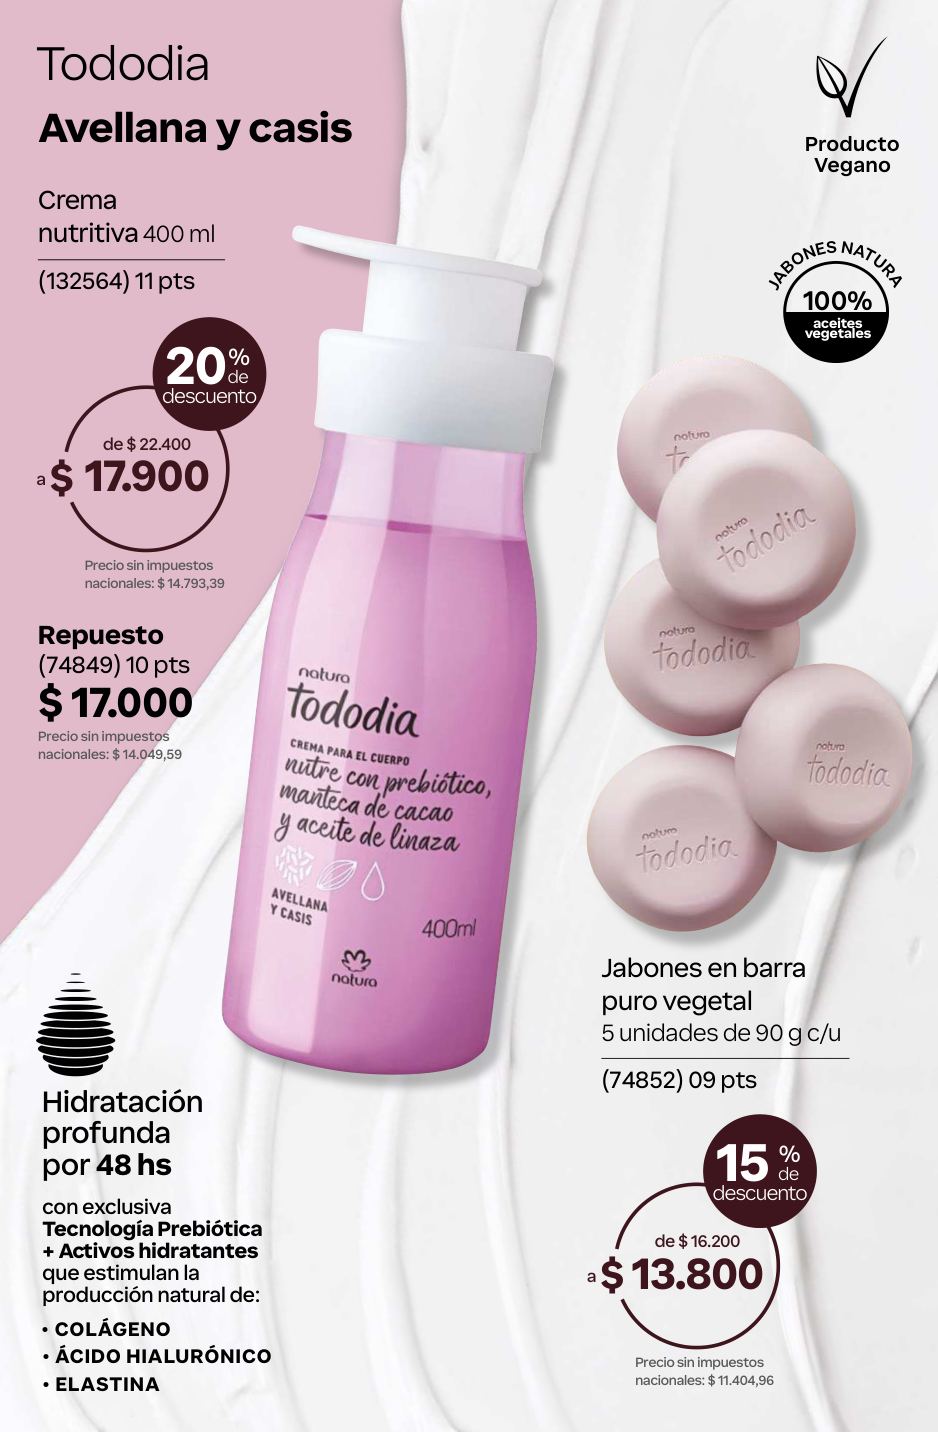 Tododia
Avellana y casis
Crema
nutritiva 400 ml
(132564) 11 pts
20%
de
descuento
de $ 22.400
a $ 17.900
Precio sin impuestos
nacionales: $ 14.793,39
Repuesto
(74849) 10 pts
$ 17.000
Precio sin impuestos
nacionales: $ 14.049,59
natura
Tododia
CREMA PARA EL CUERPO
nutre con prebiótico,
manteca de cacao
y aceite de linaza
AVELLANA
Y CASIS
400ml
natura
Hidratación
profunda
por 48 hs
con exclusiva
Tecnología Prebiótica
+ Activos hidratantes
que estimulan la
producción natural de:
• COLÁGENO
• ÁCIDO HIALURÓNICO
• ELASTINA
Producto
Vegano
JABONES NATURA
100%
aceites
vegetales
natura
To
natura
Tododia
natura
Tododia
natura
Tododia
natura
Tododia
Jabones en barra
puro vegetal
5 unidades de 90 g c/u
(74852) 09 pts
15 %
de
descuento
de $ 16.200
a $ 13.800
Precio sin impuestos
nacionales: $ 11.404,96